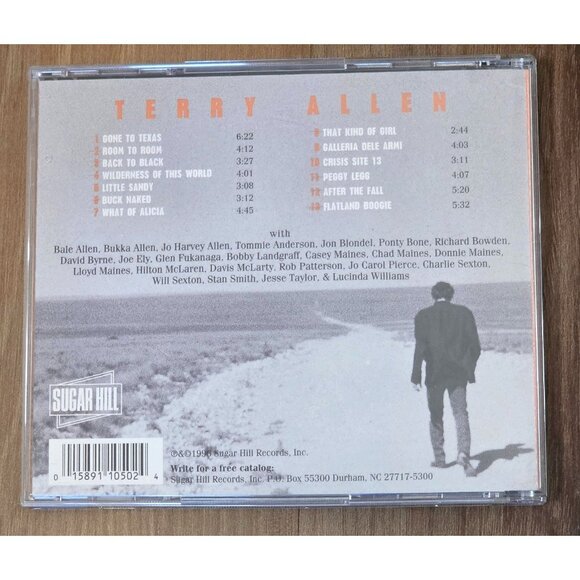 TERRY ALLEN
1 GONE TO TEXAS 6:22
2 ROOM TO ROOM 4:12
3 BACK TO BLACK 3:27
4 WILDERNESS OF THIS WORLD 4:01
5 LITTLE SANDY 3:08
6 BUCK NAKED 3:12
7 WHAT OF ALICIA 4:45
8 THAT KIND OF GIRL 2:44
9 GALLERIA DELE ARMI 4:03
10 CRISIS SITE 13 3:11
11 PEGGY LEGG 4:07
12 AFTER THE FALL 5:20
13 FLATLAND BOOGIE 5:32
with
Bale Allen, Bukka Allen, Jo Harvey Allen, Tommie Anderson, Jon Blondel, Ponty Bone, Richard Bowden,
David Byrne, Joe Ely, Glen Fukanaga, Bobby Landgraff, Casey Maines, Chad Maines, Donnie Maines,
Lloyd Maines, Hilton McLaren, Davis McLarty, Rob Patterson, Jo Carol Pierce, Charlie Sexton,
Will Sexton, Stan Smith, Jesse Taylor, & Lucinda Williams
SUGAR HILL
℗&©1996 Sugar Hill Records, Inc.
Write for a free catalog:
Sugar Hill Records, Inc. P.O. Box 55300 Durham, NC 27717-5300
0 15891 10502 4